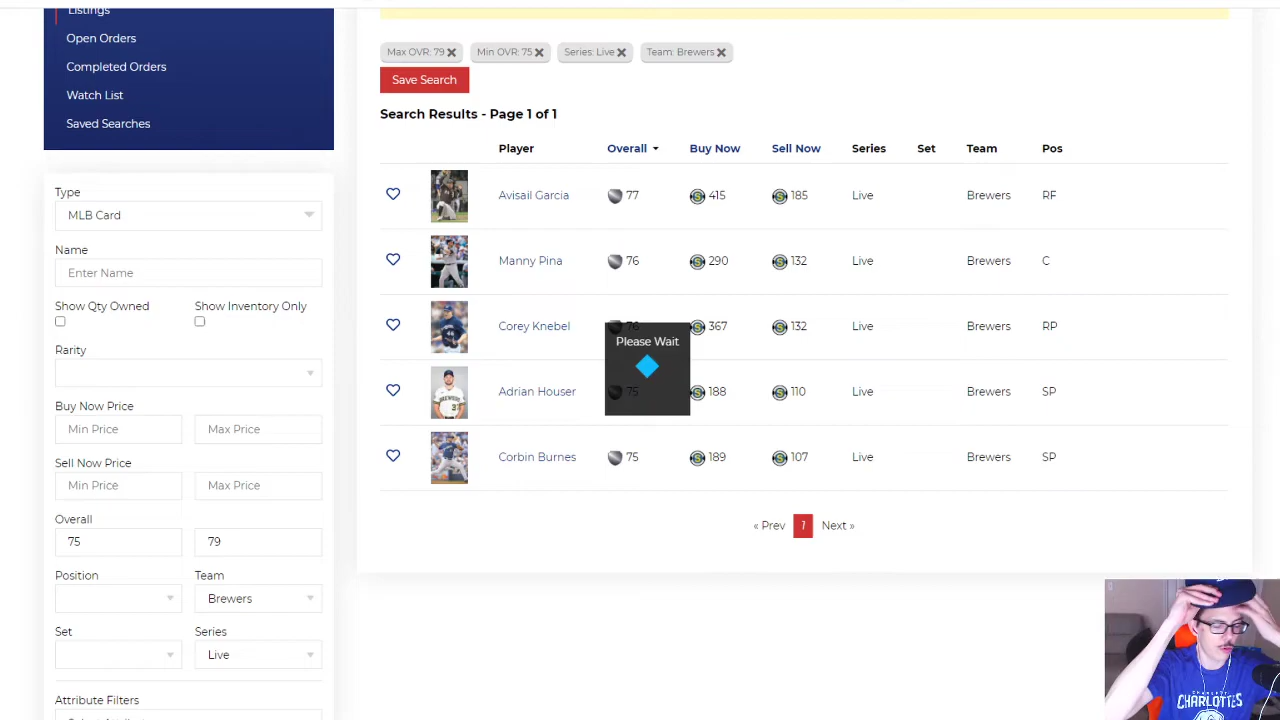 Listings
Open Orders
Completed Orders
Watch List
Saved Searches
Type
MLB Card
Name
Enter Name
Show Qty Owned Show Inventory Only
Rarity
Buy Now Price
Min Price Max Price
Sell Now Price
Min Price Max Price
Overall
75 79
Position Team
Brewers
Set Series
Live
Attribute Filters
Max OVR: 79 Min OVR: 75 Series: Live Team: Brewers
Save Search
Search Results - Page 1 of 1
Player Overall Buy Now Sell Now Series Set Team Pos
Avisail Garcia 77 415 185 Live Brewers RF
Manny Pina 76 290 132 Live Brewers C
Corey Knebel 76 367 132 Live Brewers RP
Please Wait
Adrian Houser 75 188 110 Live Brewers SP
Corbin Burnes 75 189 107 Live Brewers SP
« Prev 1 Next »
CHARLOTTES